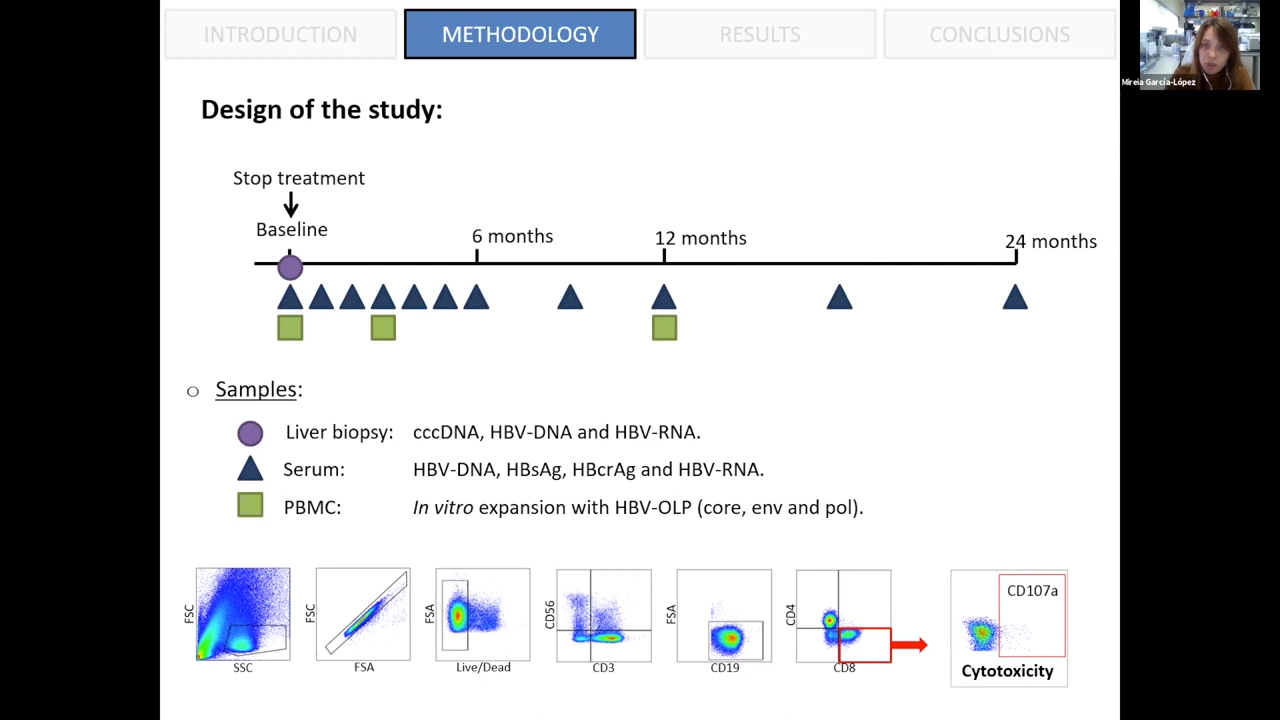 INTRODUCTION
METHODOLOGY
RESULTS
CONCLUSIONS
Mireia García-López
Design of the study:
Stop treatment
Baseline
6 months
12 months
24 months
o Samples:
Liver biopsy: cccDNA, HBV-DNA and HBV-RNA.
Serum: HBV-DNA, HBsAg, HBcrAg and HBV-RNA.
PBMC: In vitro expansion with HBV-OLP (core, env and pol).
FSC
SSC
FSC
FSA
FSA
Live/Dead
CD56
CD3
FSA
CD19
CD4
CD8
CD107a
Cytotoxicity